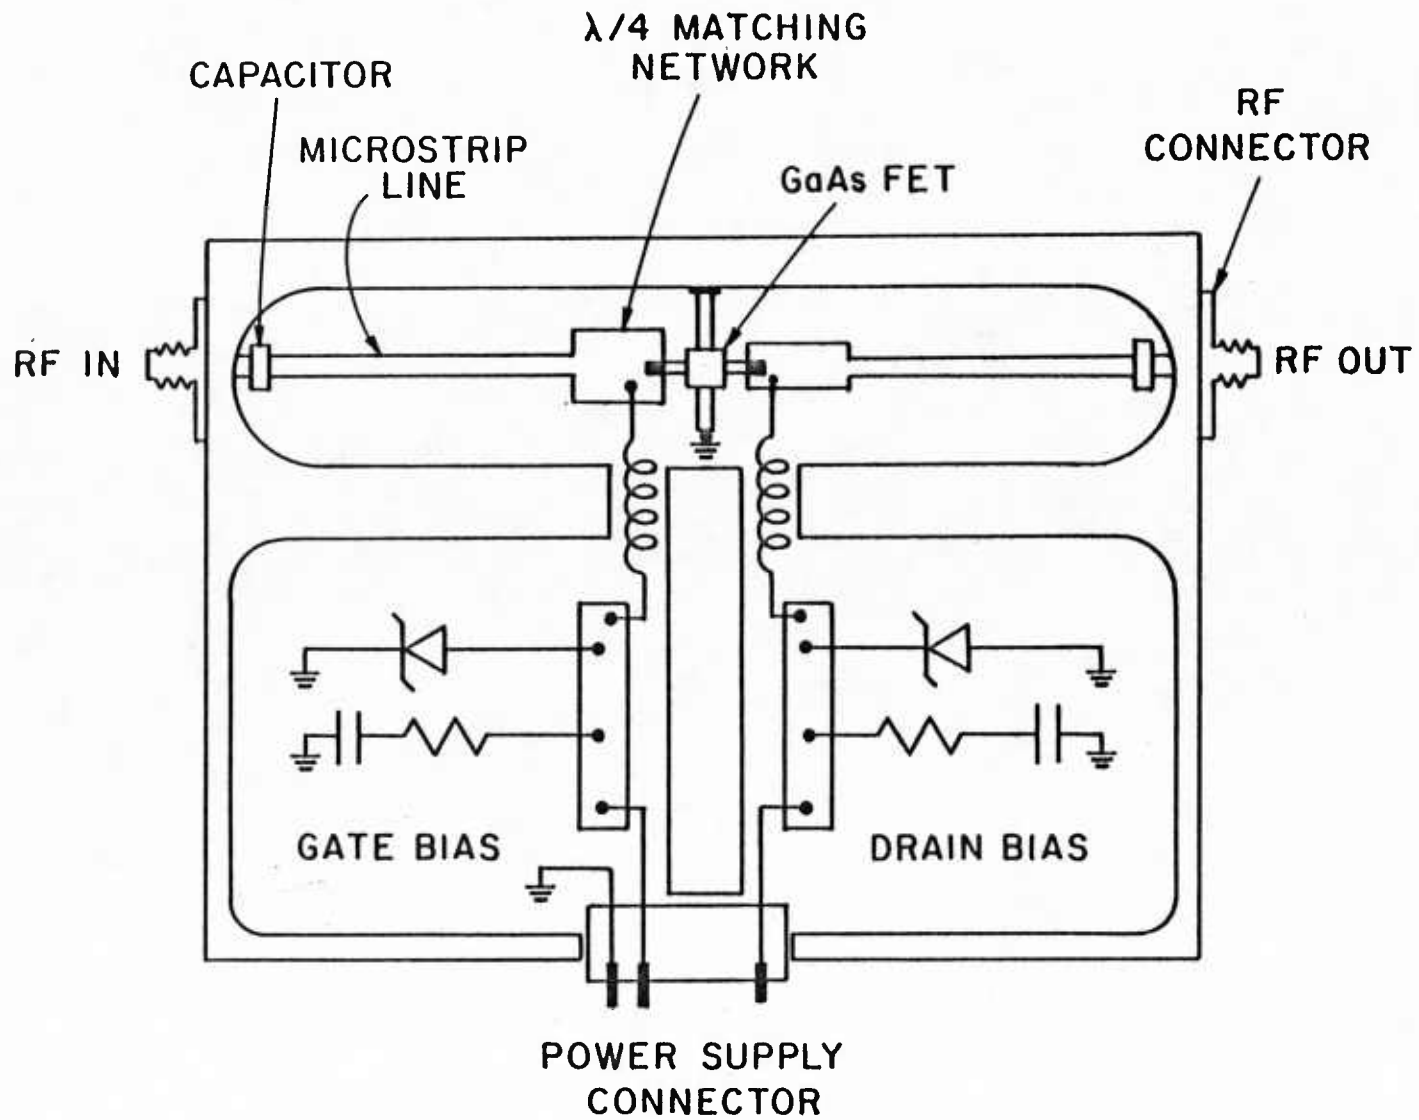 λ/4 MATCHING
NETWORK
CAPACITOR
MICROSTRIP
LINE
GaAs FET
RF
CONNECTOR
RF IN
RF OUT
GATE BIAS
DRAIN BIAS
POWER SUPPLY
CONNECTOR